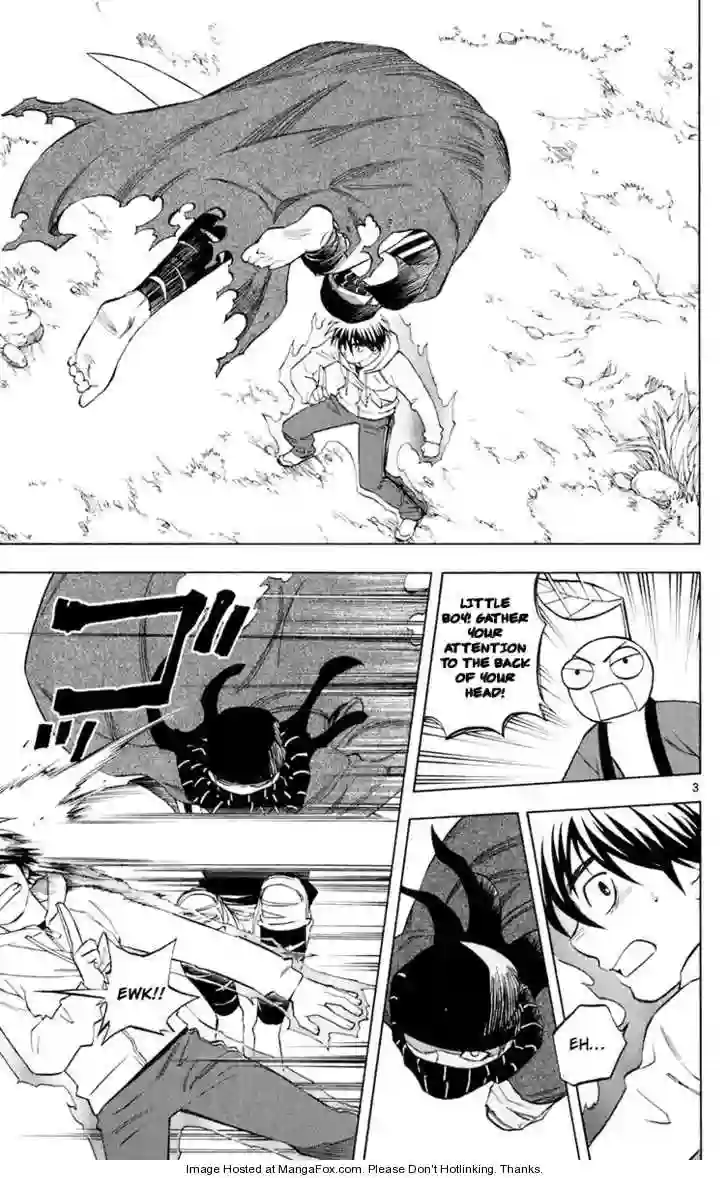 LITTLE
BOY! GATHER
YOUR
ATTENTION
TO THE BACK
OF YOUR
HEAD!
3
EH...
ゴッ
EWK!!
Image Hosted at MangaFox.com. Please Don't Hotlinking. Thanks.